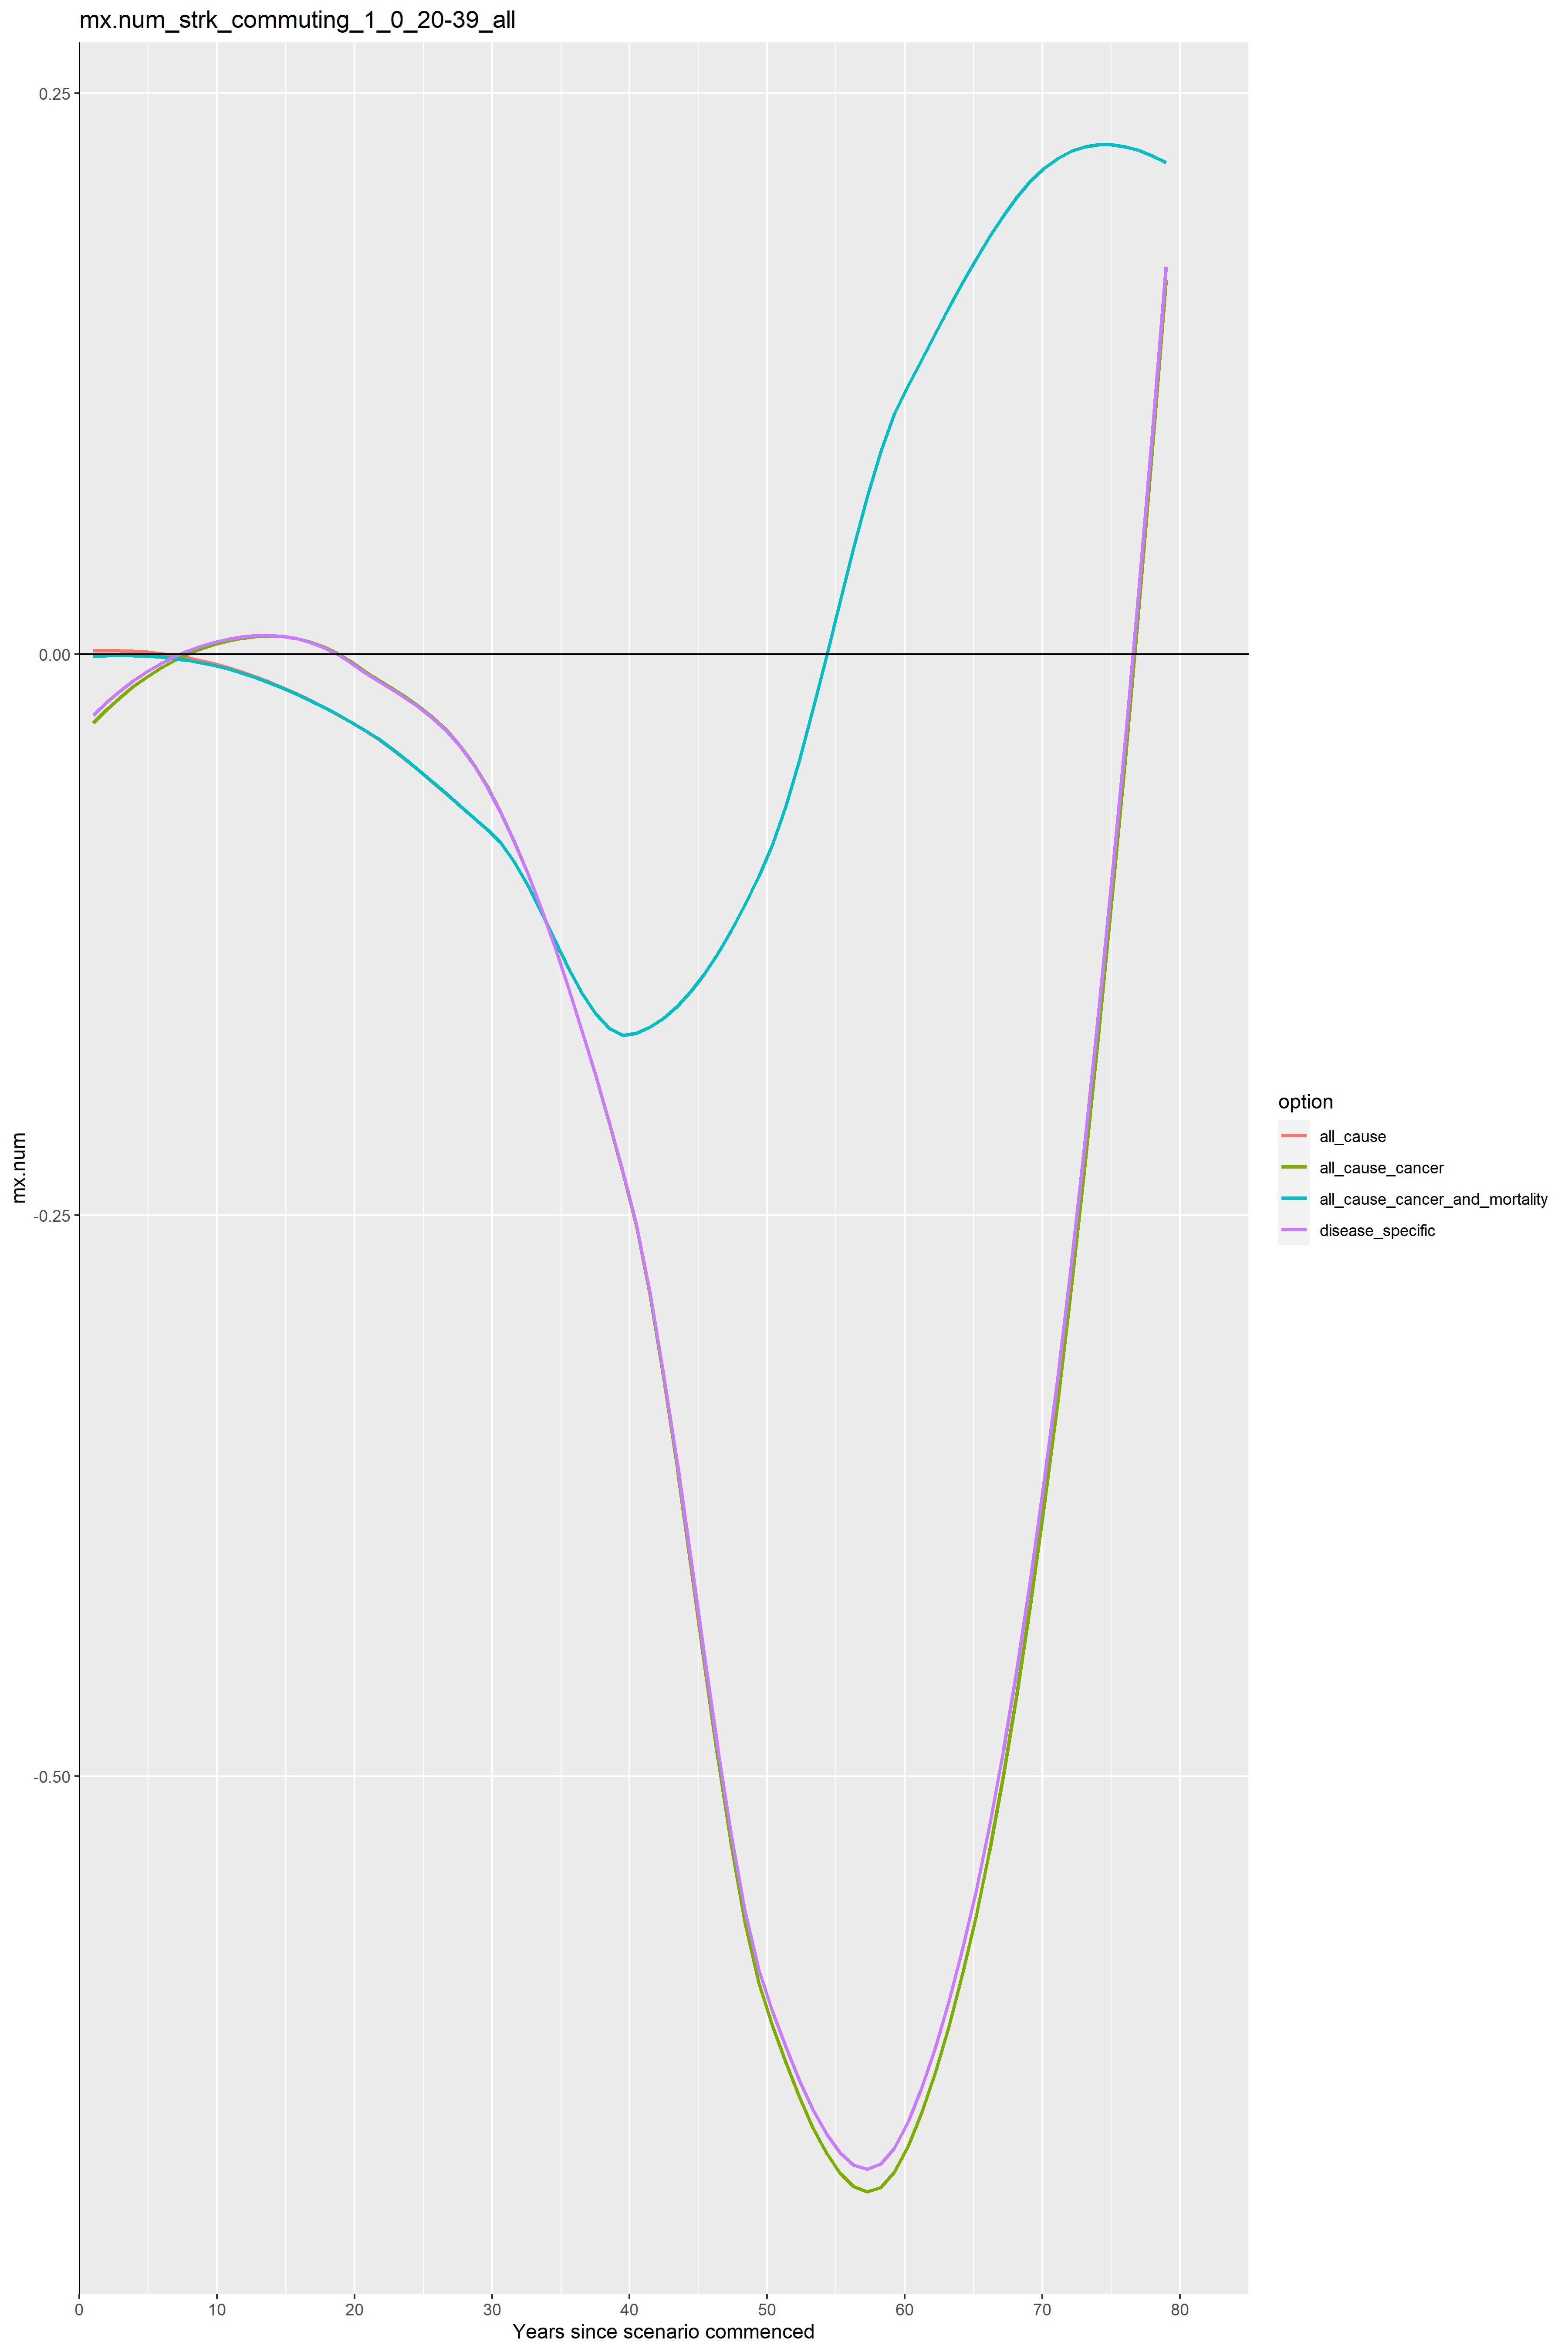 mx.num_strk_commuting_1_0_20-39_all
0.25
0.00
-0.25
-0.50
mx.num
0 10 20 30 40 50 60 70 80
Years since scenario commenced
option
all_cause
all_cause_cancer
all_cause_cancer_and_mortality
disease_specific